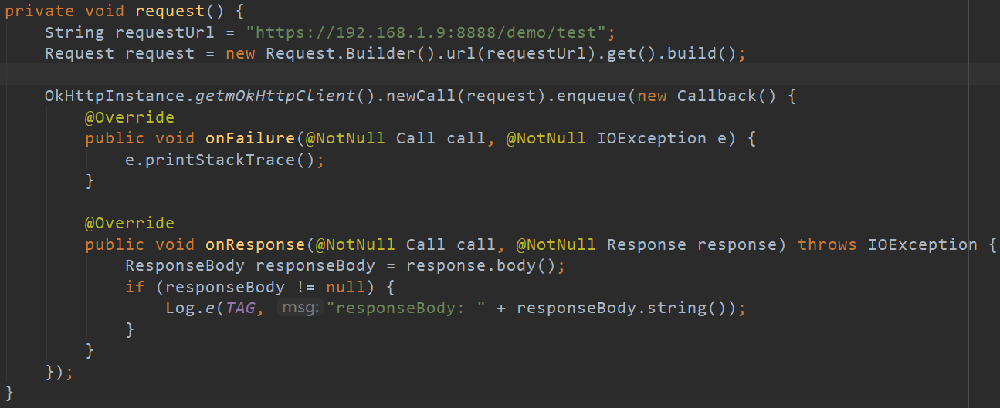 private void request() {
    String requestUrl = "https://192.168.1.9:8888/demo/test";
    Request request = new Request.Builder().url(requestUrl).get().build();

    OkHttpInstance.getmOkHttpClient().newCall(request).enqueue(new Callback() {
        @Override
        public void onFailure(@NotNull Call call, @NotNull IOException e) {
            e.printStackTrace();
        }

        @Override
        public void onResponse(@NotNull Call call, @NotNull Response response) throws IOException {
            ResponseBody responseBody = response.body();
            if (responseBody != null) {
                Log.e(TAG, msg: "responseBody: " + responseBody.string());
            }
        }
    });
}